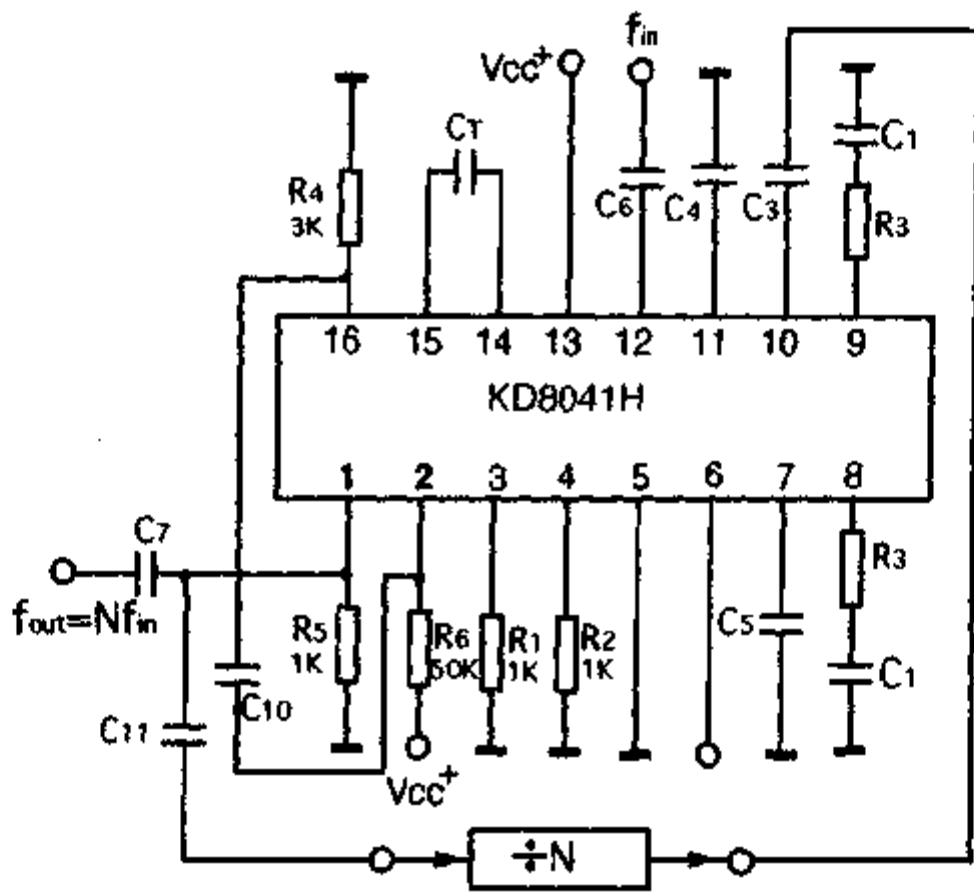 Vcc+
fin
CT
C1
R4
3K
C6
C4
C3
R3
16 15 14 13 12 11 10 9
KD8041H
1 2 3 4 5 6 7 8
C7
R3
fout=Nfin
R5
1K
R6
50K
R1
1K
R2
1K
C5
C1
C10
C11
Vcc+
÷N